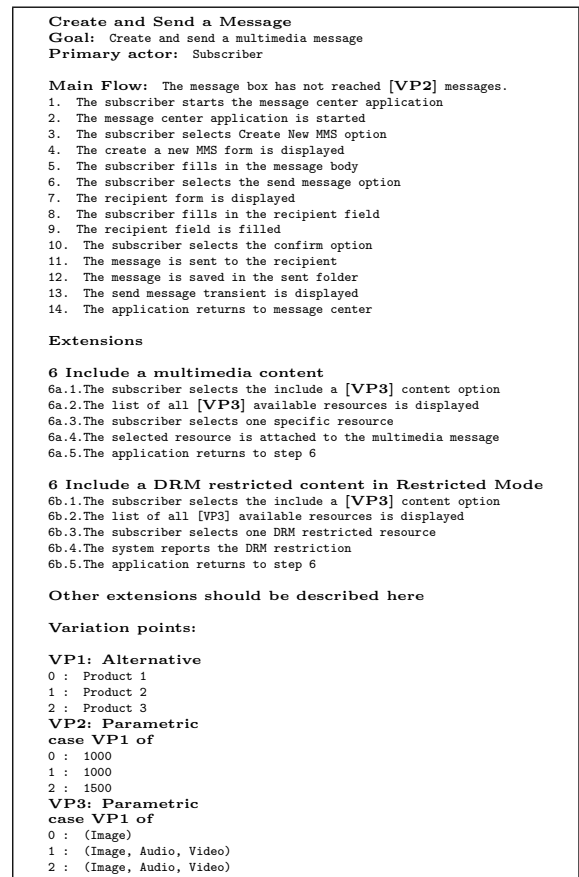 Create and Send a Message
Goal: Create and send a multimedia message
Primary actor: Subscriber
Main Flow: The message box has not reached [VP2] messages.
1. The subscriber starts the message center application
2. The message center application is started
3. The subscriber selects Create New MMS option
4. The create a new MMS form is displayed
5. The subscriber fills in the message body
6. The subscriber selects the send message option
7. The recipient form is displayed
8. The subscriber fills in the recipient field
9. The recipient field is filled
10. The subscriber selects the confirm option
11. The message is sent to the recipient
12. The message is saved in the sent folder
13. The send message transient is displayed
14. The application returns to message center
Extensions
6 Include a multimedia content
6a.1.The subscriber selects the include a [VP3] content option
6a.2.The list of all [VP3] available resources is displayed
6a.3.The subscriber selects one specific resource
6a.4.The selected resource is attached to the multimedia message
6a.5.The application returns to step 6
6 Include a DRM restricted content in Restricted Mode
6b.1.The subscriber selects the include a [VP3] content option
6b.2.The list of all [VP3] available resources is displayed
6b.3.The subscriber selects one DRM restricted resource
6b.4.The system reports the DRM restriction
6b.5.The application returns to step 6
Other extensions should be described here
Variation points:
VP1: Alternative
0 : Product 1
1 : Product 2
2 : Product 3
VP2: Parametric
case VP1 of
0 : 1000
1 : 1000
2 : 1500
VP3: Parametric
case VP1 of
0 : (Image)
1 : (Image, Audio, Video)
2 : (Image, Audio, Video)